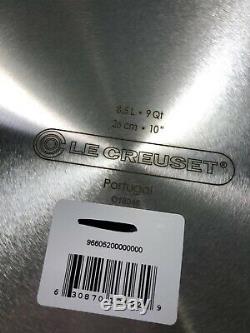 8.5 L • 9 Qt
26 cm • 10"
LE CREUSET®
Portugal
96605200000000
6 30870
9